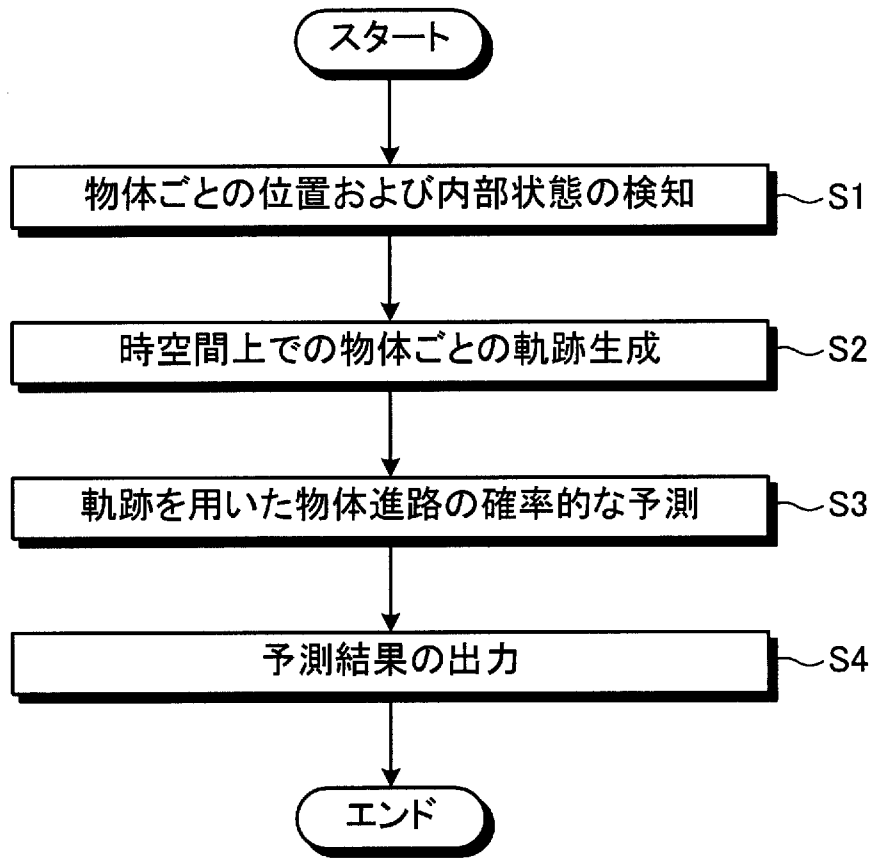 スタート
物体ごとの位置および内部状態の検知
S1
時空間上での物体ごとの軌跡生成
S2
軌跡を用いた物体進路の確率的な予測
S3
予測結果の出力
S4
エンド